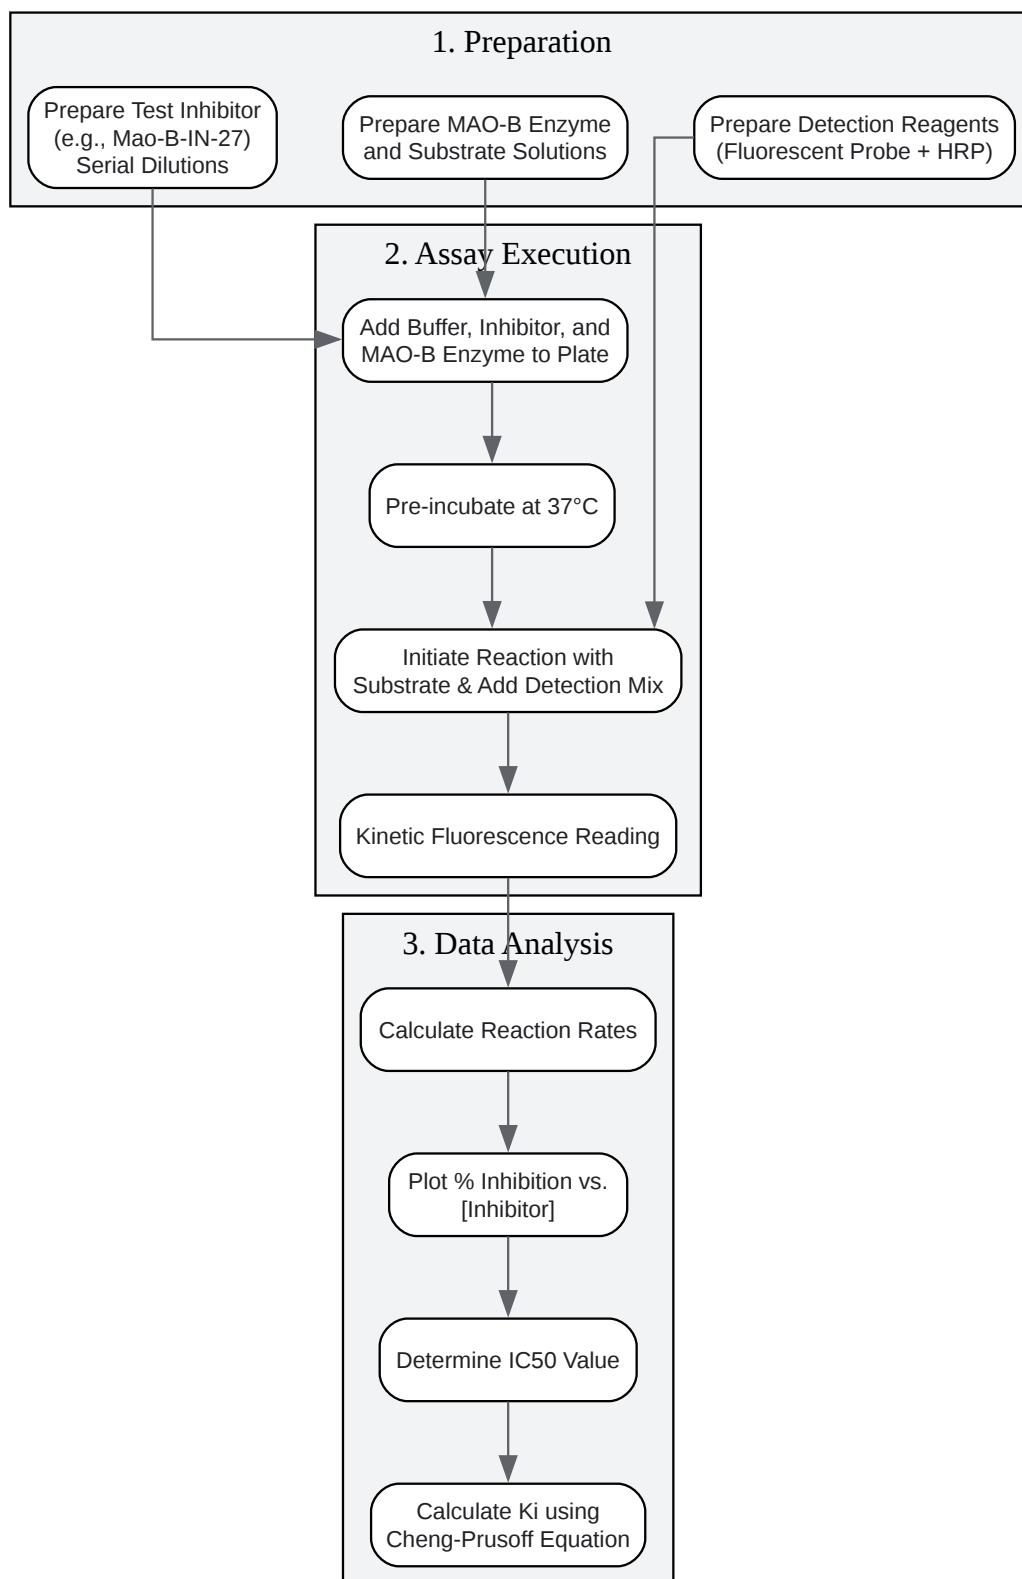 1. Preparation
Prepare Test Inhibitor
(e.g., Mao-B-IN-27)
Serial Dilutions
Prepare MAO-B Enzyme
and Substrate Solutions
Prepare Detection Reagents
(Fluorescent Probe + HRP)
2. Assay Execution
Add Buffer, Inhibitor, and
MAO-B Enzyme to Plate
Pre-incubate at 37°C
Initiate Reaction with
Substrate & Add Detection Mix
Kinetic Fluorescence Reading
3. Data Analysis
Calculate Reaction Rates
Plot % Inhibition vs.
[Inhibitor]
Determine IC50 Value
Calculate Ki using
Cheng-Prusoff Equation